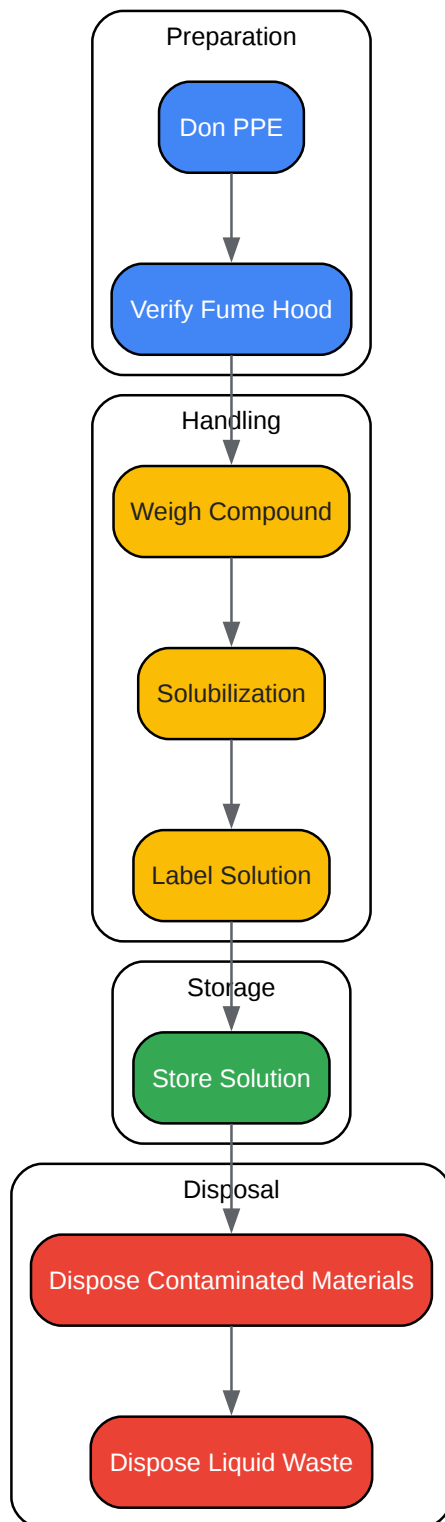 Preparation
Don PPE
Verify Fume Hood
Handling
Weigh Compound
Solubilization
Label Solution
Storage
Store Solution
Disposal
Dispose Contaminated Materials
Dispose Liquid Waste